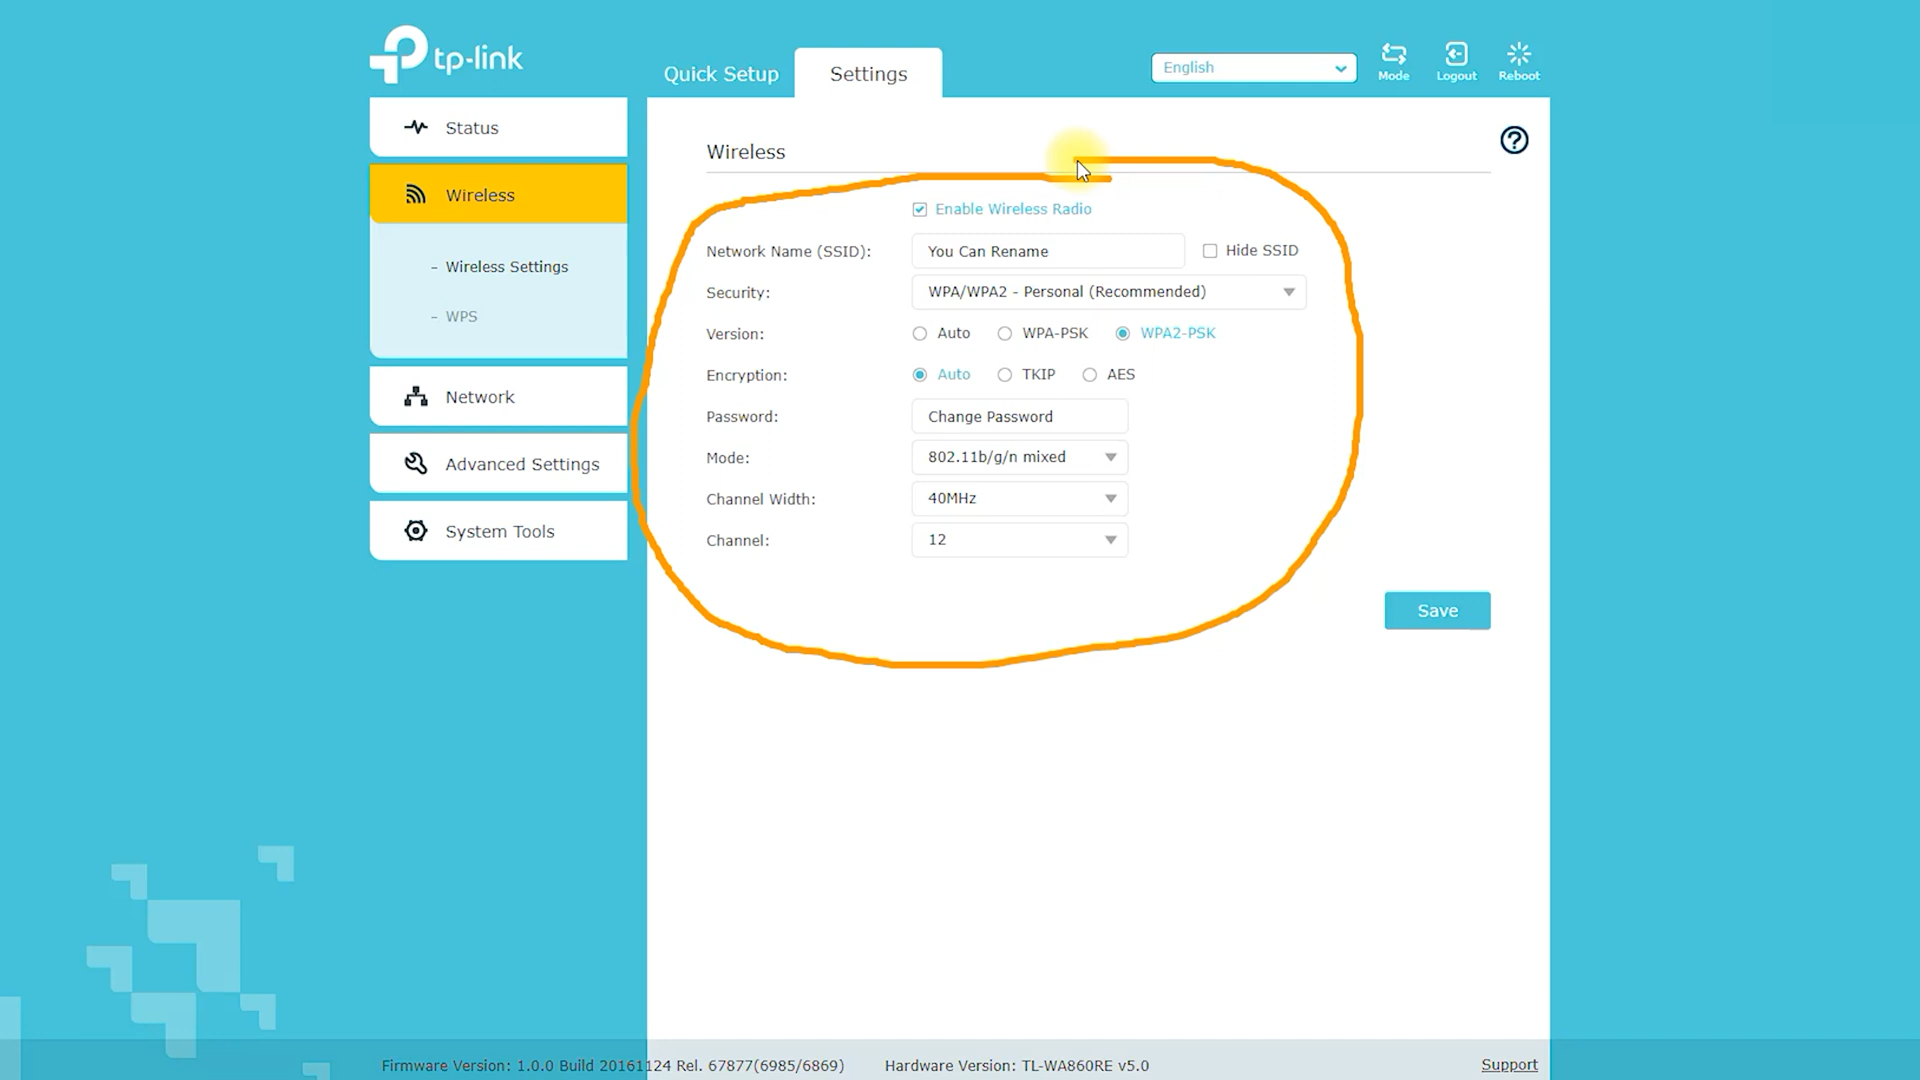 tp-link
Quick Setup
Settings
English
Mode
Logout
Reboot
Status
Wireless
- Wireless Settings
- WPS
Network
Advanced Settings
System Tools
Wireless
Enable Wireless Radio
Network Name (SSID): You Can Rename Hide SSID
Security: WPA/WPA2 - Personal (Recommended)
Version: Auto WPA-PSK WPA2-PSK
Encryption: Auto TKIP AES
Password: Change Password
Mode: 802.11b/g/n mixed
Channel Width: 40MHz
Channel: 12
Save
Firmware Version: 1.0.0 Build 20161124 Rel. 67877(6985/6869) Hardware Version: TL-WA860RE v5.0 Support